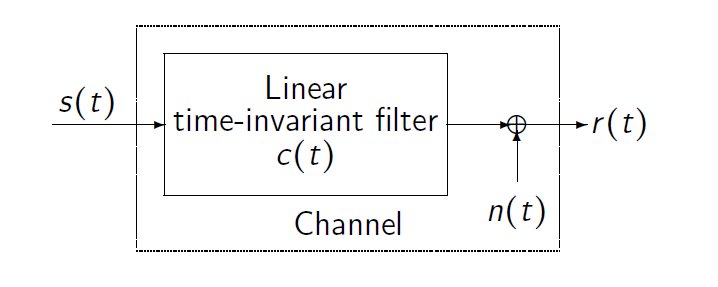 s(t)
Linear
time-invariant filter
c(t)
r(t)
n(t)
Channel